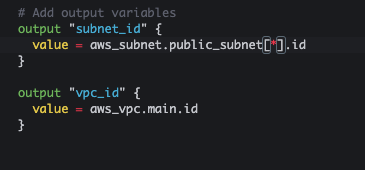 # Add output variables
output "subnet_id" {
  value = aws_subnet.public_subnet[*].id
}

output "vpc_id" {
  value = aws_vpc.main.id
}